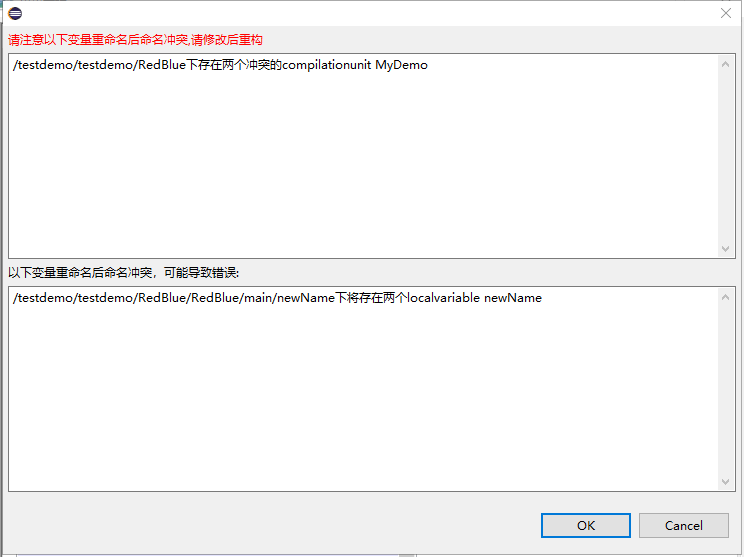 请注意以下变量重命名后命名冲突,请修改后重构
/testdemo/testdemo/RedBlue下存在两个冲突的compilationunit MyDemo
以下变量重命名后命名冲突，可能导致错误:
/testdemo/testdemo/RedBlue/RedBlue/main/newName下将存在两个localvariable newName
OK
Cancel